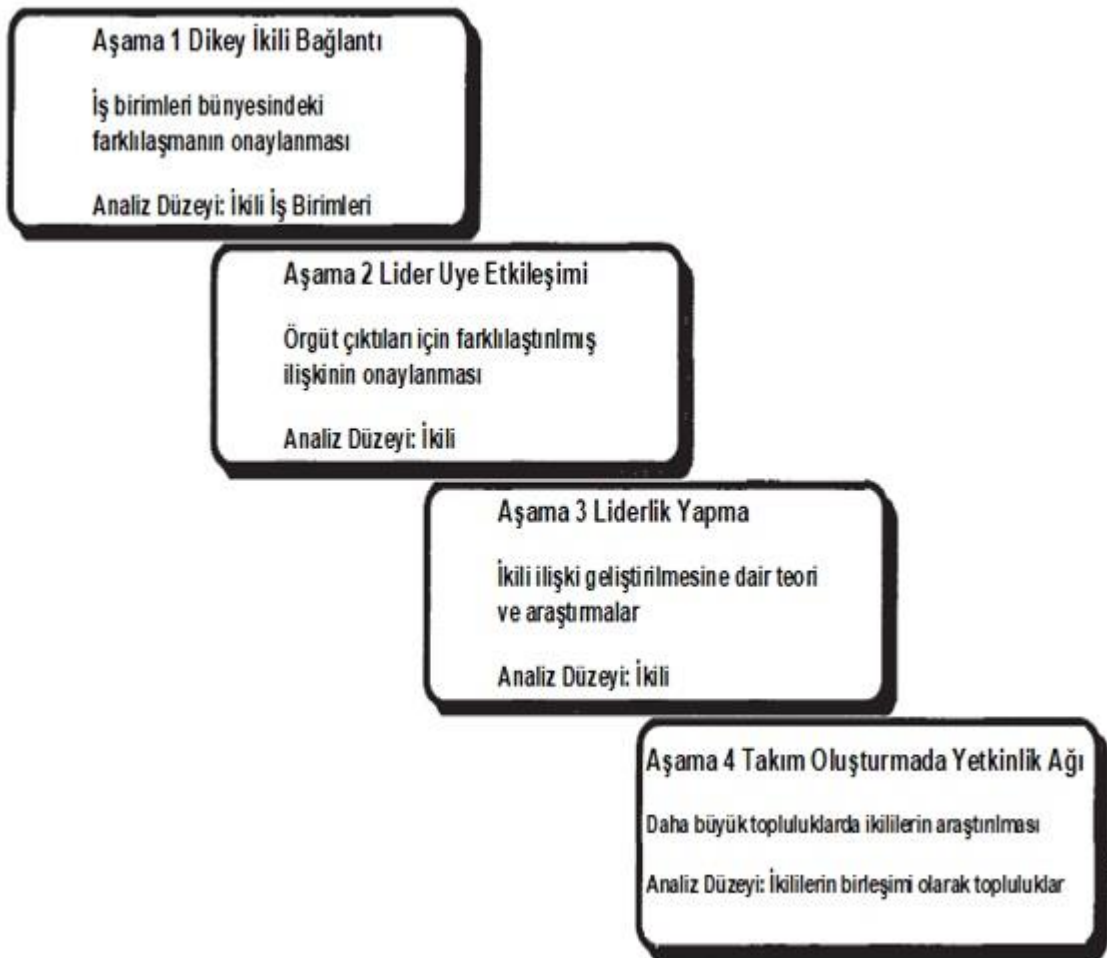 Aşama 1 Dikey İkili Bağlantı
İş birimleri bünyesindeki
farklılaşmanın onaylanması
Analiz Düzeyi: İkili İş Birimleri
Aşama 2 Lider Uye Etkileşimi
Örgüt çıktıları için farklılaştırılmış
ilişkinin onaylanması
Analiz Düzeyi: İkili
Aşama 3 Liderlik Yapma
İkili ilişki geliştirilmesine dair teori
ve araştırmalar
Analiz Düzeyi: İkili
Aşama 4 Takım Oluşturmada Yetkinlik Ağı
Daha büyük topluluklarda ikililerin araştırılması
Analiz Düzeyi: İkililerin birleşimi olarak topluluklar